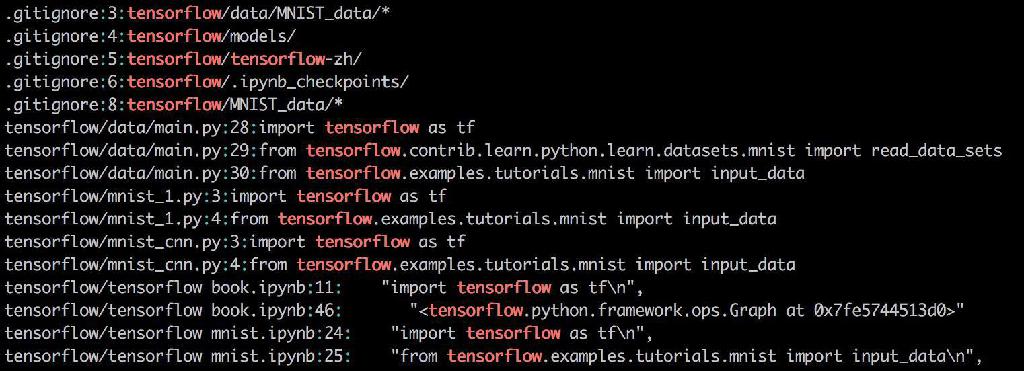 .gitignore:3:tensorflow/data/MNIST_data/*
.gitignore:4:tensorflow/models/
.gitignore:5:tensorflow/tensorflow-zh/
.gitignore:6:tensorflow/.ipynb_checkpoints/
.gitignore:8:tensorflow/MNIST_data/*
tensorflow/data/main.py:28:import tensorflow as tf
tensorflow/data/main.py:29:from tensorflow.contrib.learn.python.learn.datasets.mnist import read_data_sets
tensorflow/data/main.py:30:from tensorflow.examples.tutorials.mnist import input_data
tensorflow/mnist_1.py:3:import tensorflow as tf
tensorflow/mnist_1.py:4:from tensorflow.examples.tutorials.mnist import input_data
tensorflow/mnist_cnn.py:3:import tensorflow as tf
tensorflow/mnist_cnn.py:4:from tensorflow.examples.tutorials.mnist import input_data
tensorflow/tensorflow book.ipynb:11:    "import tensorflow as tf\n",
tensorflow/tensorflow book.ipynb:46:       "<tensorflow.python.framework.ops.Graph at 0x7fe5744513d0>"
tensorflow/tensorflow mnist.ipynb:24:    "import tensorflow as tf\n",
tensorflow/tensorflow mnist.ipynb:25:    "from tensorflow.examples.tutorials.mnist import input_data\n",